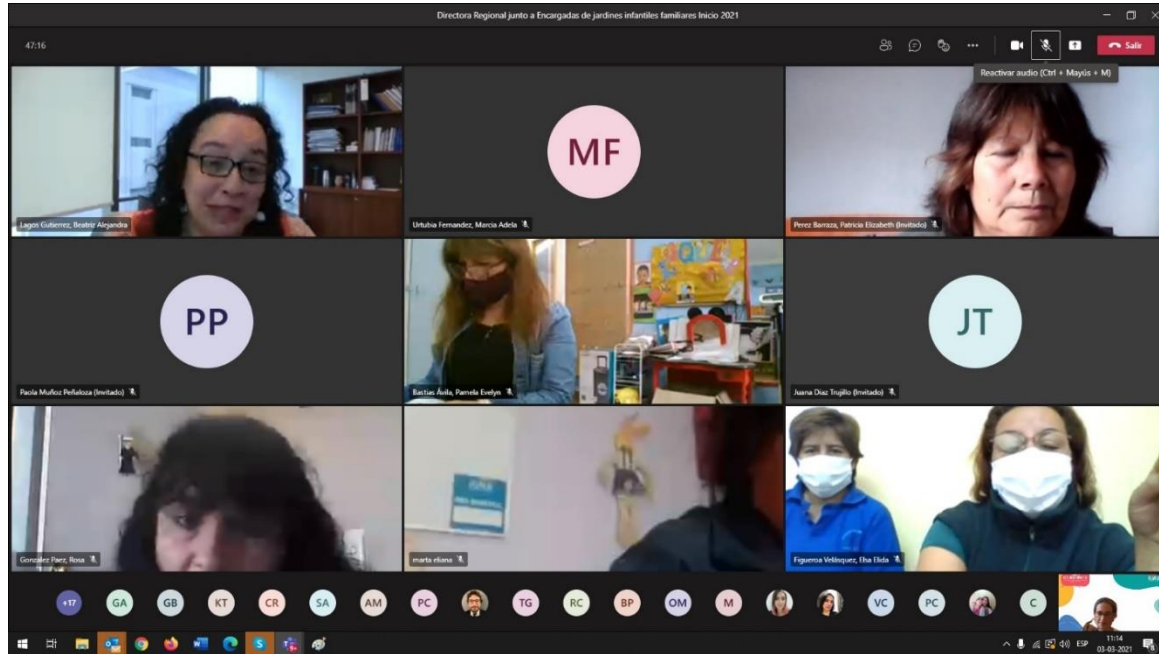 Directora Regional junto a Encargadas de jardines infantiles familiares Inicio 2021
47:16
Salir
Reactivar audio (Ctrl + Mayús + M)
Lagos Gutierrez, Beatriz Alejandra
MF
Urtubia Fernandez, Marcia Adela
Perez Barraza, Patricia Elizabeth (Invitado)
PP
Paola Muñoz Peñaloza (Invitado)
Bastias Ávila, Pamela Evelyn
JT
Juana Diaz Trujillo (Invitado)
Gonzalez Paez, Rosa
marta eliana
Figueroa Velásquez, Elsa Elida
+17 GA GB KT CR SA AM PC TG RC BP OM M VC PC C
ESP
11:14
03-03-2021